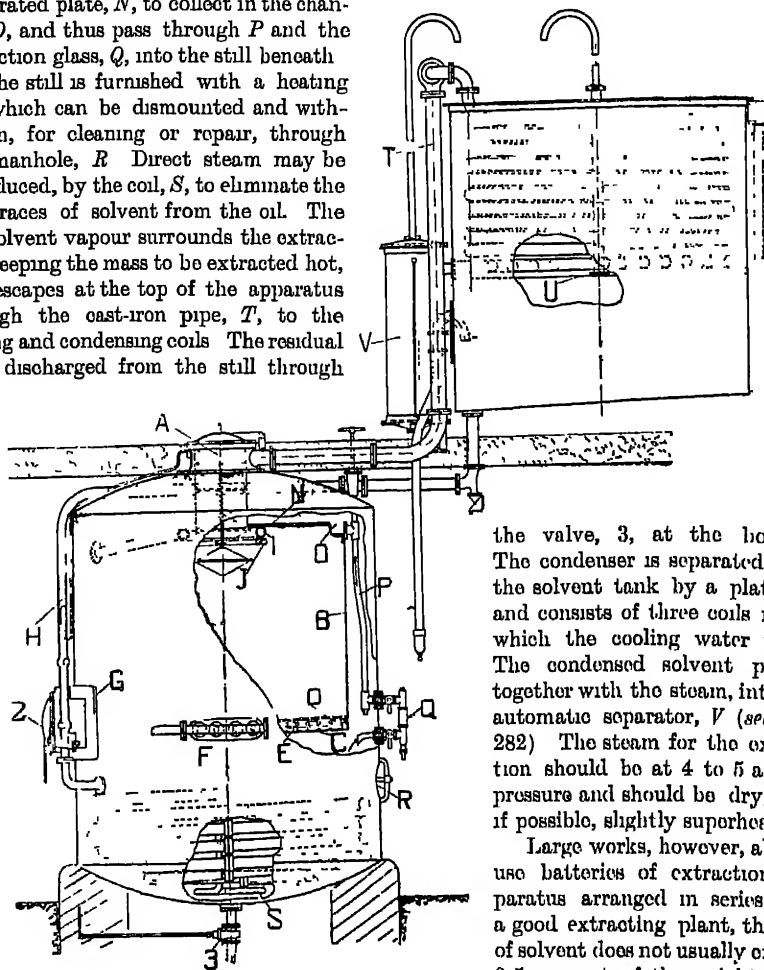 rated plate, N, to collect in the chan-
O, and thus pass through P and the
ction glass, Q, into the still beneath
he still is furnished with a heating
which can be dismounted and with-
n, for cleaning or repair, through
manhole, R Direct steam may be
duced, by the coil, S, to eliminate the
races of solvent from the oil. The
olvent vapour surrounds the extrac-
eeping the mass to be extracted hot,
escapes at the top of the apparatus
gh the cast-iron pipe, T, to the
ng and condensing coils The residual
discharged from the still through
T
U
V
A
N
O
I
J
P
B
H
G
2
O
Q
F
E
C
R
S
3
the valve, 3, at the bo
The condenser is separated
the solvent tank by a plat
and consists of three coils
which the cooling water
The condensed solvent p
together with the steam, int
automatic separator, V (see
282) The steam for the ex
tion should be at 4 to 5 a
pressure and should be dry,
if possible, slightly superhea
Large works, however, al
use batteries of extraction
paratus arranged in series
a good extracting plant, th
of solvent does not usually ex